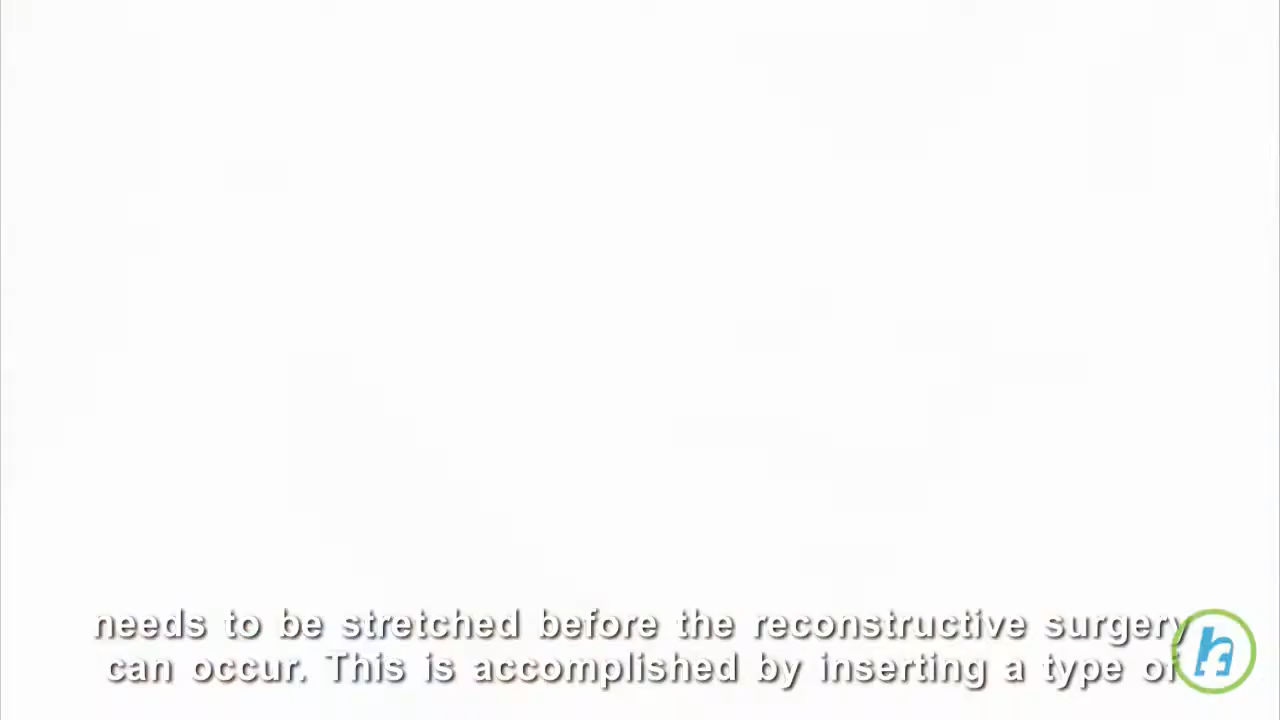 needs to be stretched before the reconstructive surgery
can occur. This is accomplished by inserting a type of